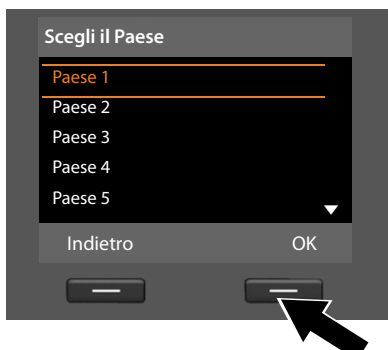 Scegli il Paese
Paese 1
Paese 2
Paese 3
Paese 4
Paese 5
Indietro OK